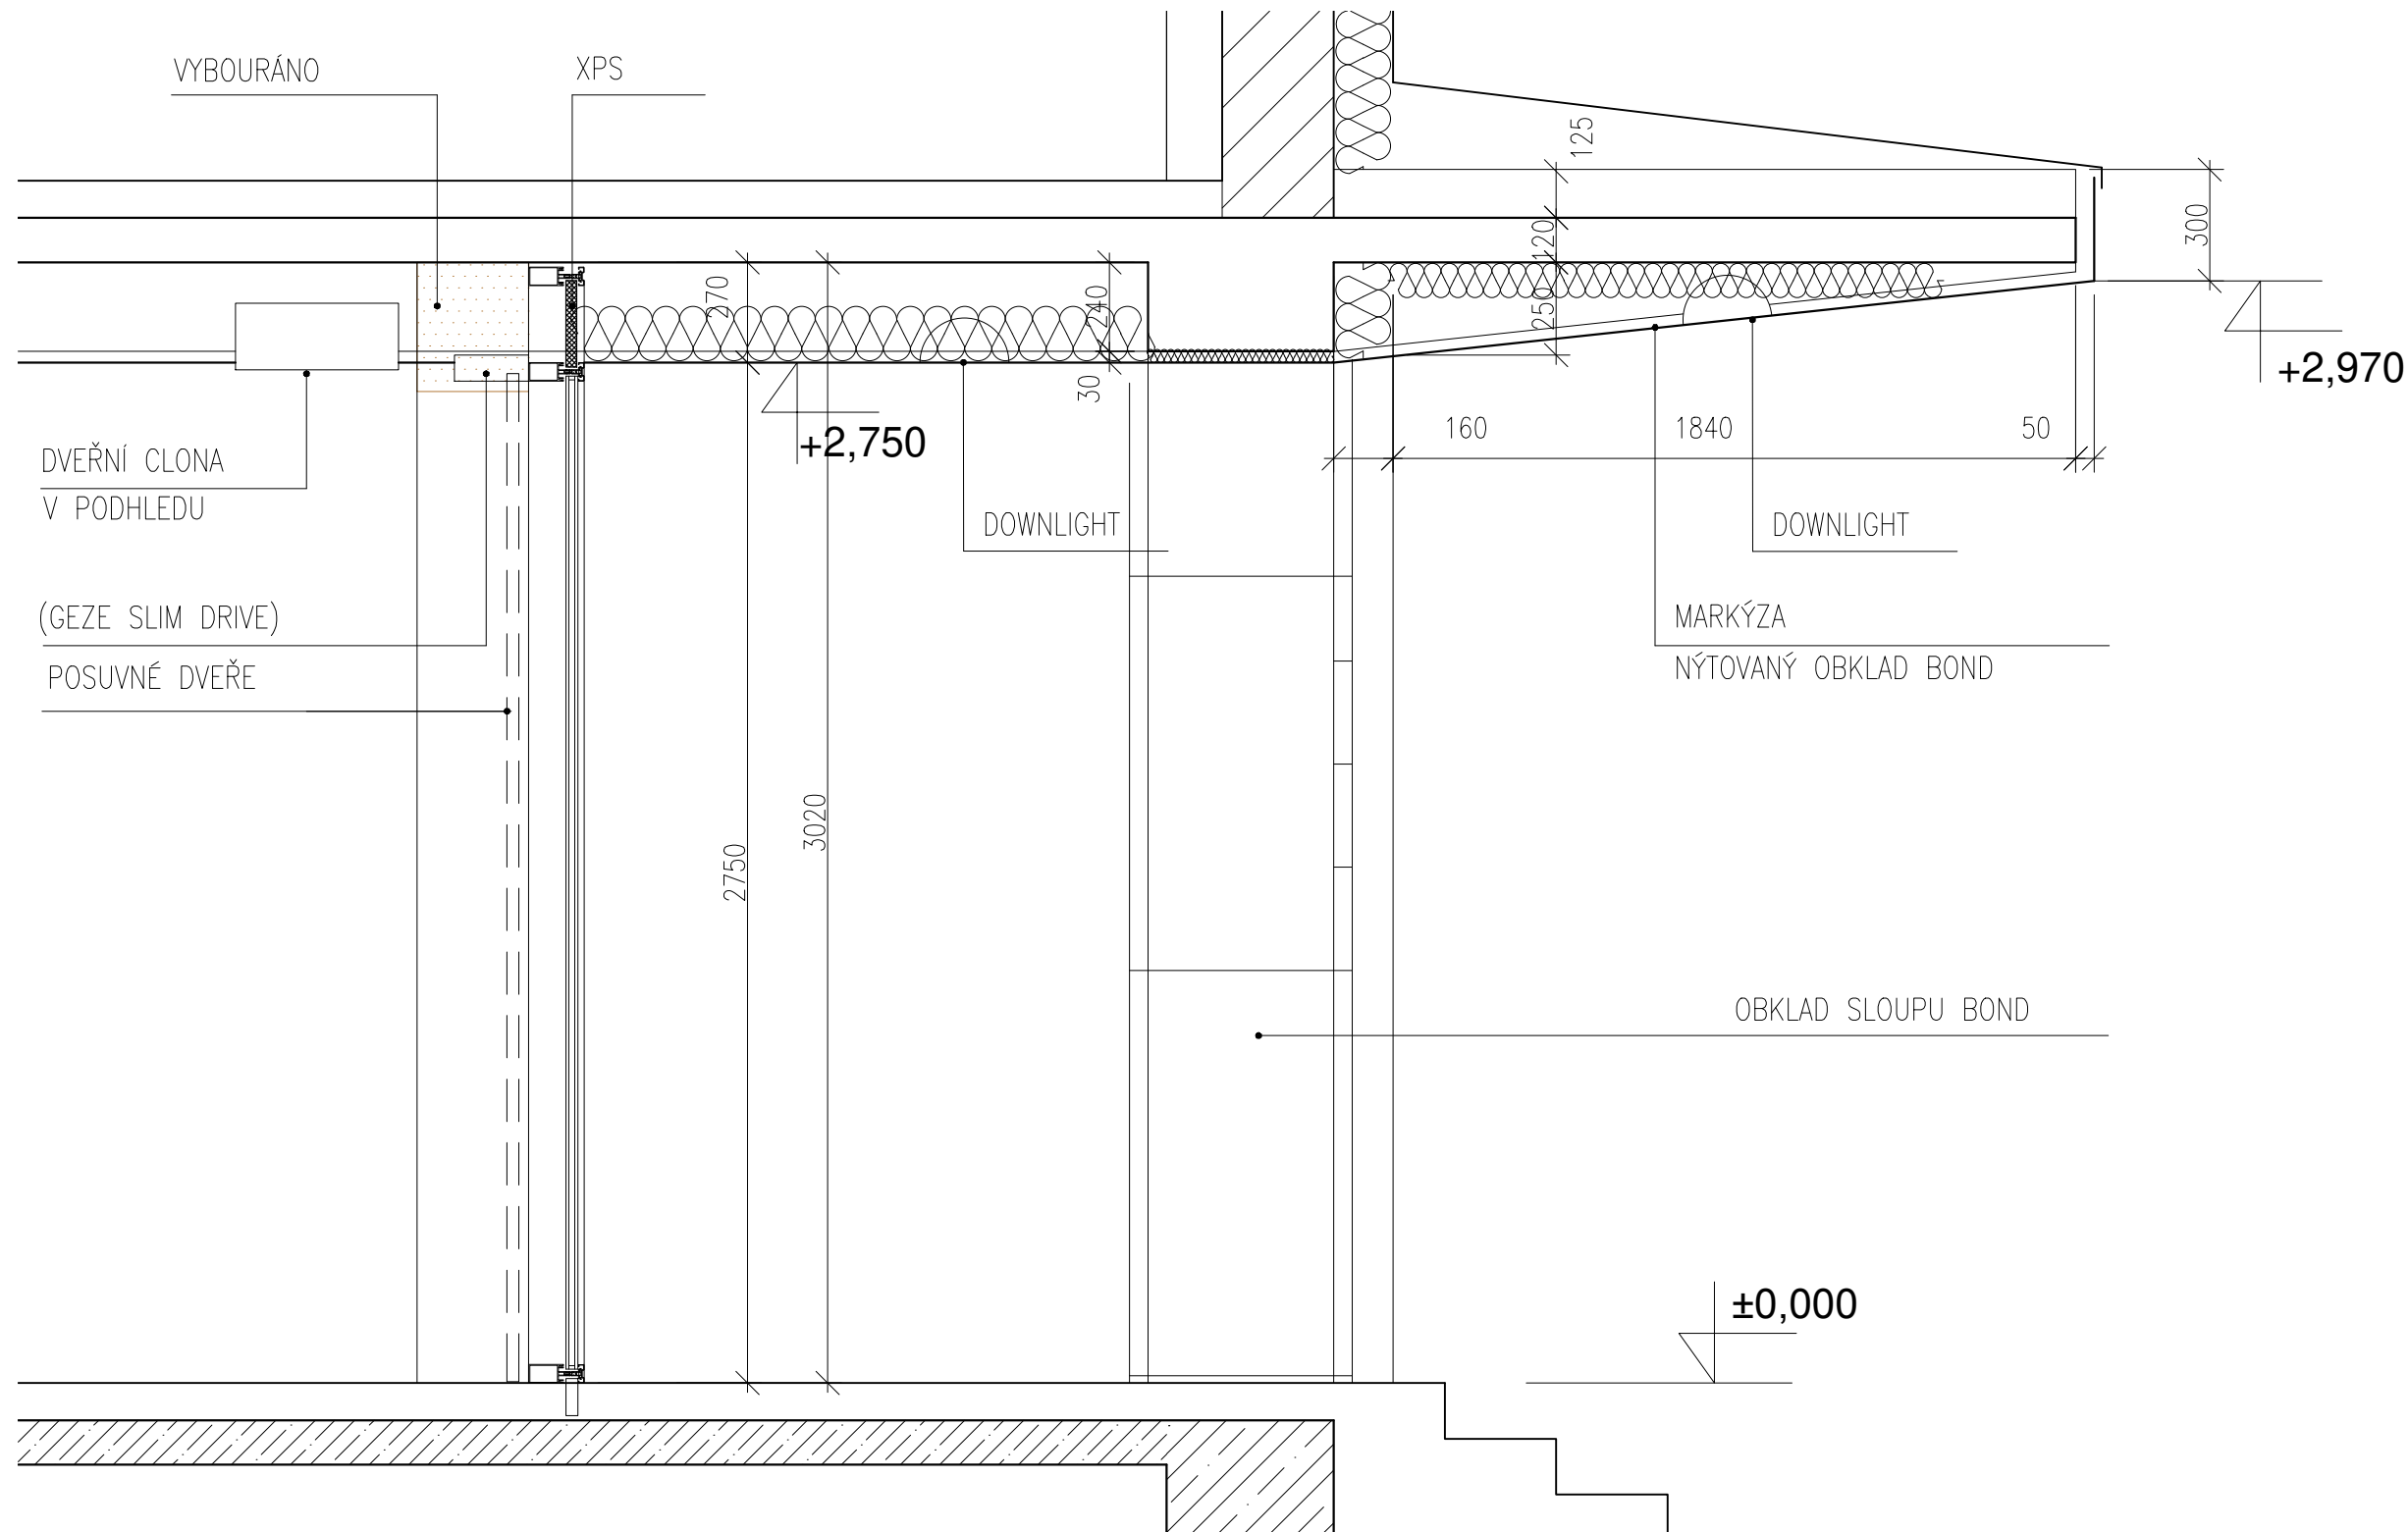 VYBOURÁNO
XPS
125
120
250
300
+2,970
270
240
30
+2,750
160
1840
50
DVEŘNÍ CLONA
V PODHLEDU
DOWNLIGHT
DOWNLIGHT
(GEZE SLIM DRIVE)
POSUVNÉ DVEŘE
MARKÝZA
NÝTOVANÝ OBKLAD BOND
2750
3020
OBKLAD SLOUPU BOND
±0,000